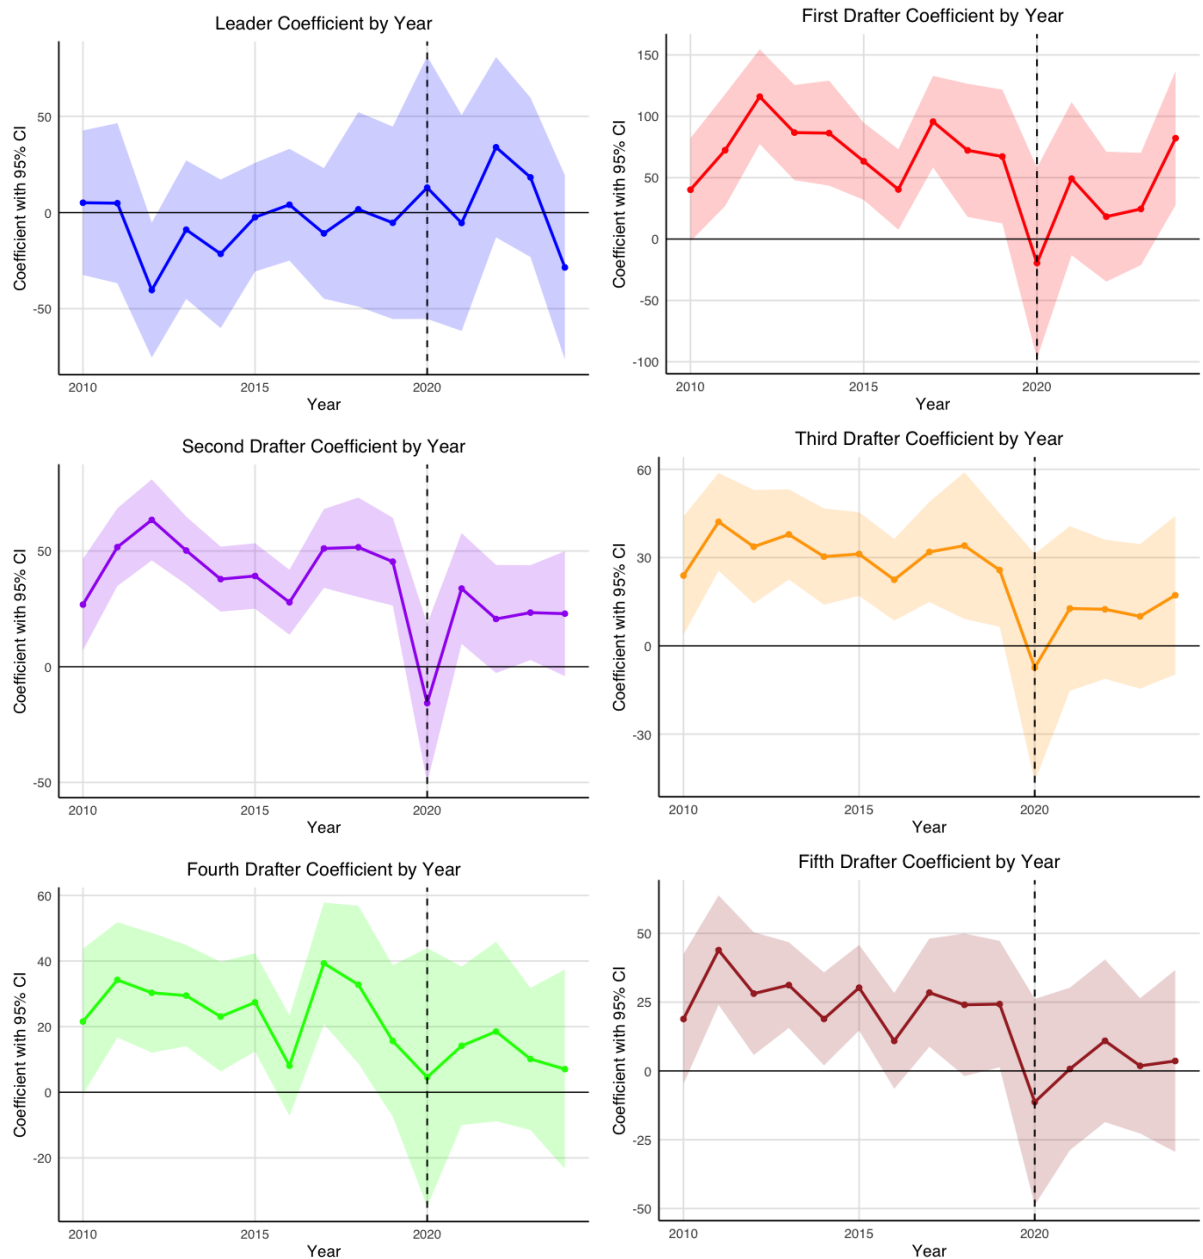 Leader Coefficient by Year
Coefficient with 95% CI
50
0
-50
2010
2015
2020
Year
First Drafter Coefficient by Year
Coefficient with 95% CI
150
100
50
0
-50
-100
2010
2015
2020
Year
Second Drafter Coefficient by Year
Coefficient with 95% CI
50
0
-50
2010
2015
2020
Year
Third Drafter Coefficient by Year
Coefficient with 95% CI
60
30
0
-30
2010
2015
2020
Year
Fourth Drafter Coefficient by Year
Coefficient with 95% CI
60
40
20
0
-20
2010
2015
2020
Year
Fifth Drafter Coefficient by Year
Coefficient with 95% CI
50
25
0
-25
-50
2010
2015
2020
Year